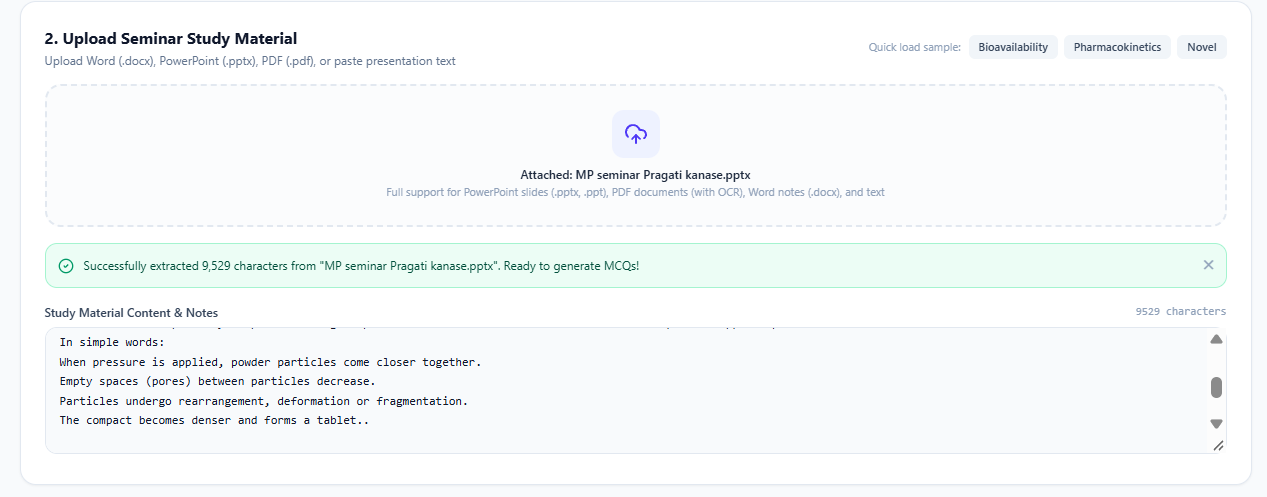 2. Upload Seminar Study Material
Upload Word (.docx), PowerPoint (.pptx), PDF (.pdf), or paste presentation text
Quick load sample: Bioavailability Pharmacokinetics Novel
Attached: MP seminar Pragati kanase.pptx
Full support for PowerPoint slides (.pptx, .ppt), PDF documents (with OCR), Word notes (.docx), and text
Successfully extracted 9,529 characters from "MP seminar Pragati kanase.pptx". Ready to generate MCQs!
Study Material Content & Notes
9529 characters
In simple words:
When pressure is applied, powder particles come closer together.
Empty spaces (pores) between particles decrease.
Particles undergo rearrangement, deformation or fragmentation.
The compact becomes denser and forms a tablet..